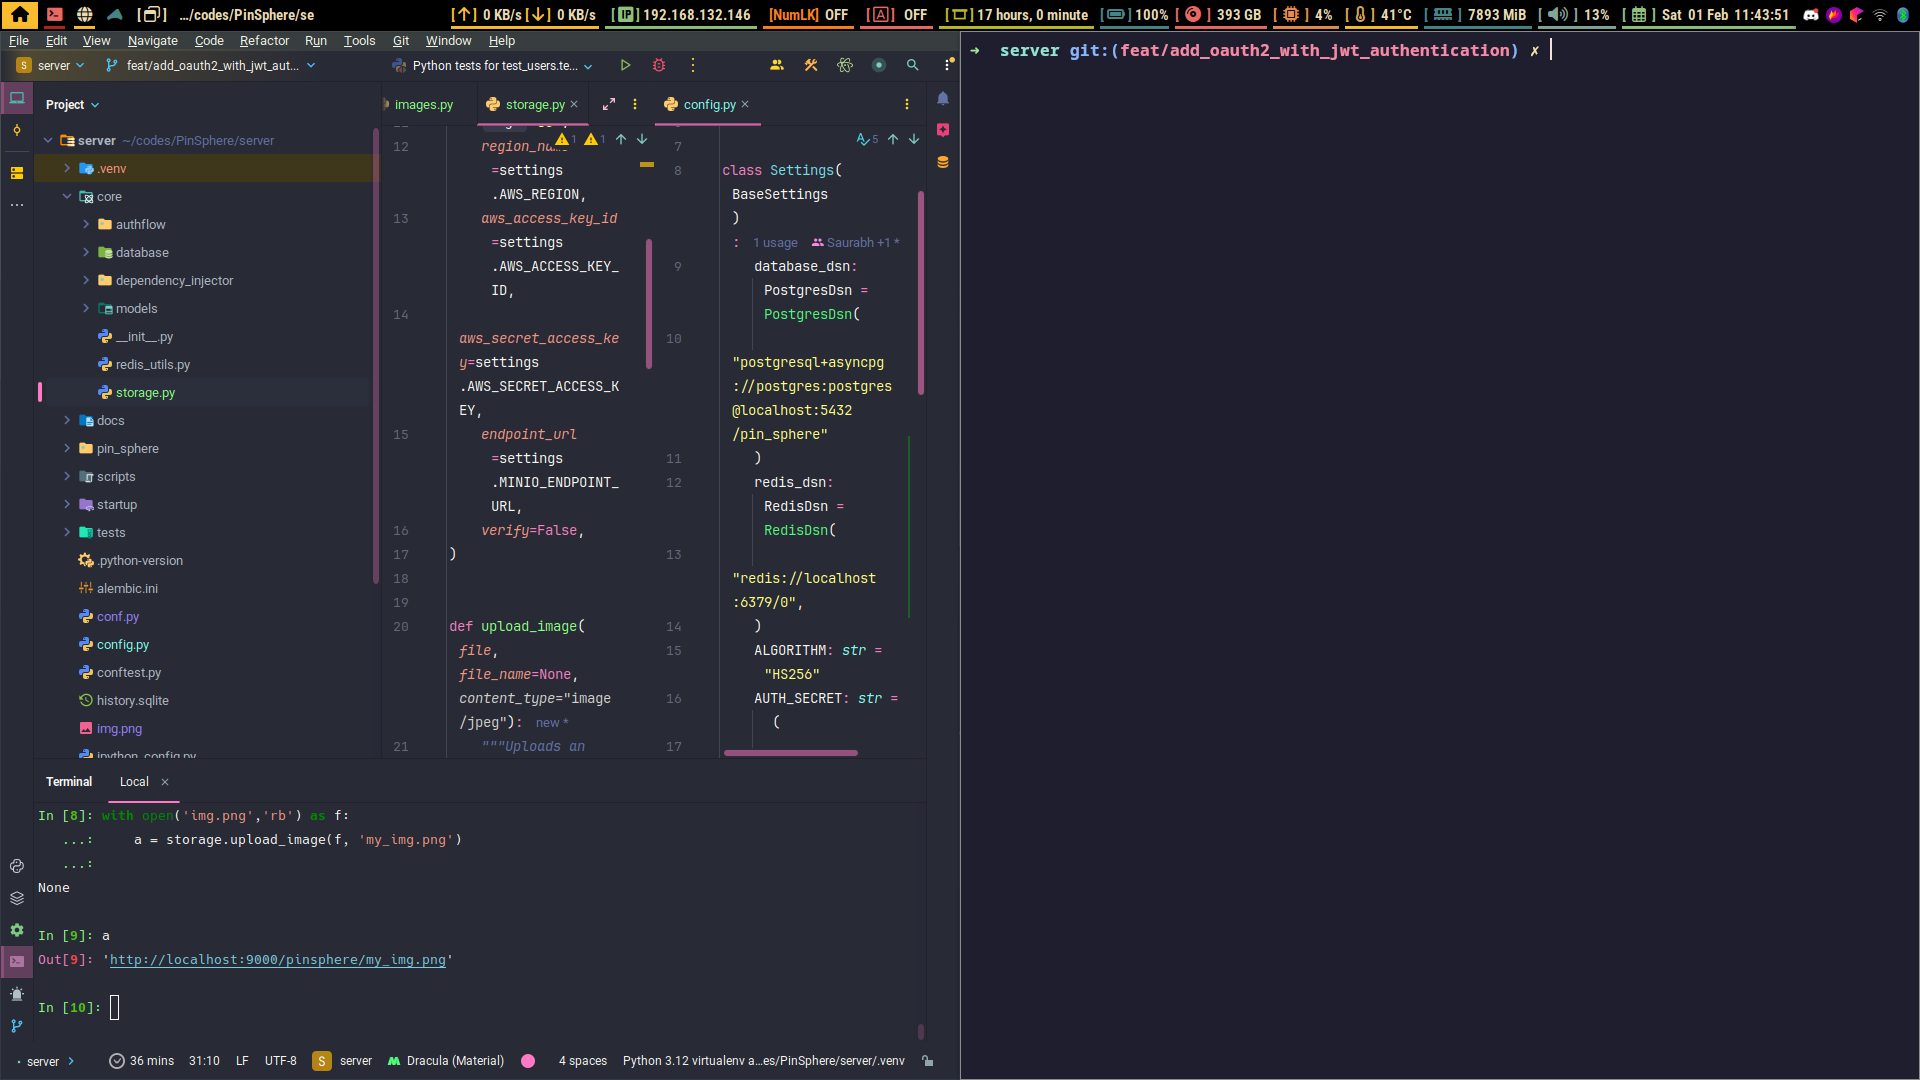 …/codes/PinSphere/se
[↑] 0 KB/s [↓] 0 KB/s
[IP] 192.168.132.146
[NumLK] OFF
[A] OFF
[ ] 17 hours, 0 minute
[ ] 100%
[ ] 393 GB
[ ] 4%
[ ] 41°C
[ ] 7893 MiB
[ ] 13%
[ ] Sat 01 Feb 11:43:51
File Edit View Navigate Code Refactor Run Tools Git Window Help
S server feat/add_oauth2_with_jwt_aut... Python tests for test_users.te...
Project
server ~/codes/PinSphere/server
.venv
core
authflow
database
dependency_injector
models
__init__.py
redis_utils.py
storage.py
docs
pin_sphere
scripts
startup
tests
.python-version
alembic.ini
conf.py
config.py
conftest.py
history.sqlite
img.png
ipython_config.py
images.py storage.py × config.py ×
1 1
12 region_na
=settings
.AWS_REGION,
13 aws_access_key_id
=settings
.AWS_ACCESS_KEY_
ID,
14
aws_secret_access_ke
y=settings
.AWS_SECRET_ACCESS_K
EY,
15 endpoint_url
=settings
.MINIO_ENDPOINT_
URL,
16 verify=False,
17 )
18
19
20 def upload_image(
file,
file_name=None,
content_type="image
/jpeg"): new *
21 """Uploads an
5
7
8 class Settings(
BaseSettings
)
: 1 usage Saurabh +1 *
9 database_dsn:
PostgresDsn =
PostgresDsn(
10
"postgresql+asyncpg
://postgres:postgres
@localhost:5432
/pin_sphere"
11 )
12 redis_dsn:
RedisDsn =
RedisDsn(
13
"redis://localhost
:6379/0",
14 )
15 ALGORITHM: str =
"HS256"
16 AUTH_SECRET: str =
(
17
Terminal Local ×
In [8]: with open('img.png','rb') as f:
...: a = storage.upload_image(f, 'my_img.png')
...:
None
In [9]: a
Out[9]: 'http://localhost:9000/pinsphere/my_img.png'
In [10]:
server 36 mins 31:10 LF UTF-8 S server Dracula (Material) 4 spaces Python 3.12 virtualenv a...es/PinSphere/server/.venv
➜ server git:(feat/add_oauth2_with_jwt_authentication) ✗